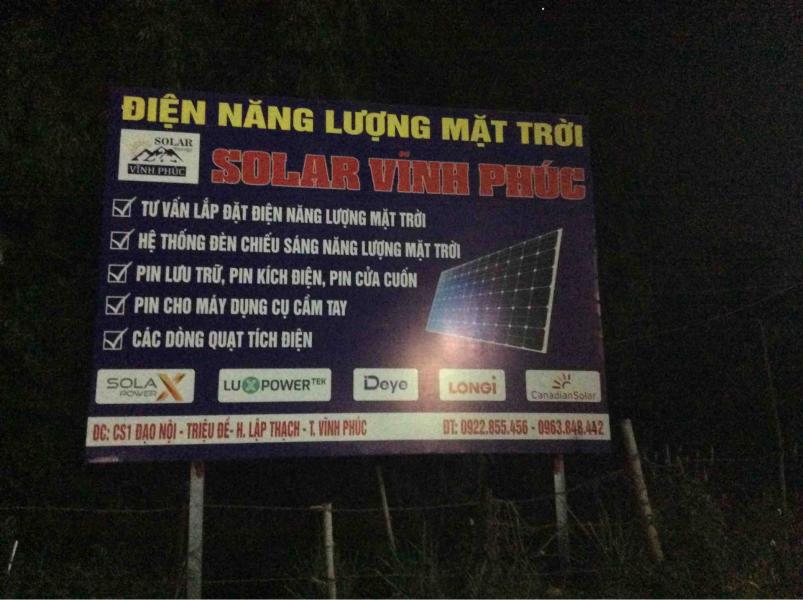 ĐIỆN NĂNG LƯỢNG MẶT TRỜI
SOLAR
VĨNH PHÚC
SOLAR VĨNH PHÚC
TƯ VẤN LẮP ĐẶT ĐIỆN NĂNG LƯỢNG MẶT TRỜI
HỆ THỐNG ĐÈN CHIẾU SÁNG NĂNG LƯỢNG MẶT TRỜI
PIN LƯU TRỮ, PIN KÍCH ĐIỆN, PIN CỬA CUỐN
PIN CHO MÁY DỤNG CỤ CẦM TAY
CÁC DÒNG QUẠT TÍCH ĐIỆN
SOLAX POWER
LUXPOWERTEK
Deye
LONGi
CanadianSolar
ĐC: CS1 ĐẠO NỘI - TRIỆU ĐỀ- H. LẬP THẠCH - T. VĨNH PHÚC ĐT: 0922.855.456 - 0963.848.442